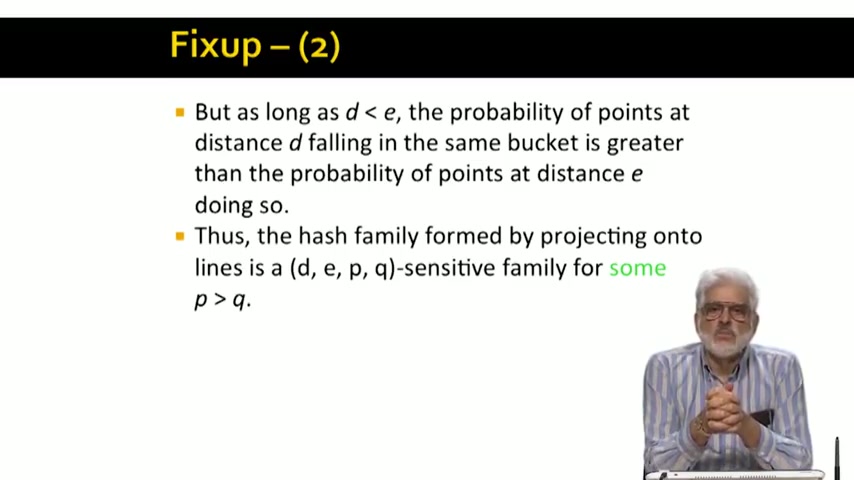 Fixup – (2)
But as long as d < e, the probability of points at
distance d falling in the same bucket is greater
than the probability of points at distance e
doing so.
Thus, the hash family formed by projecting onto
lines is a (d, e, p, q)-sensitive family for some
p > q.